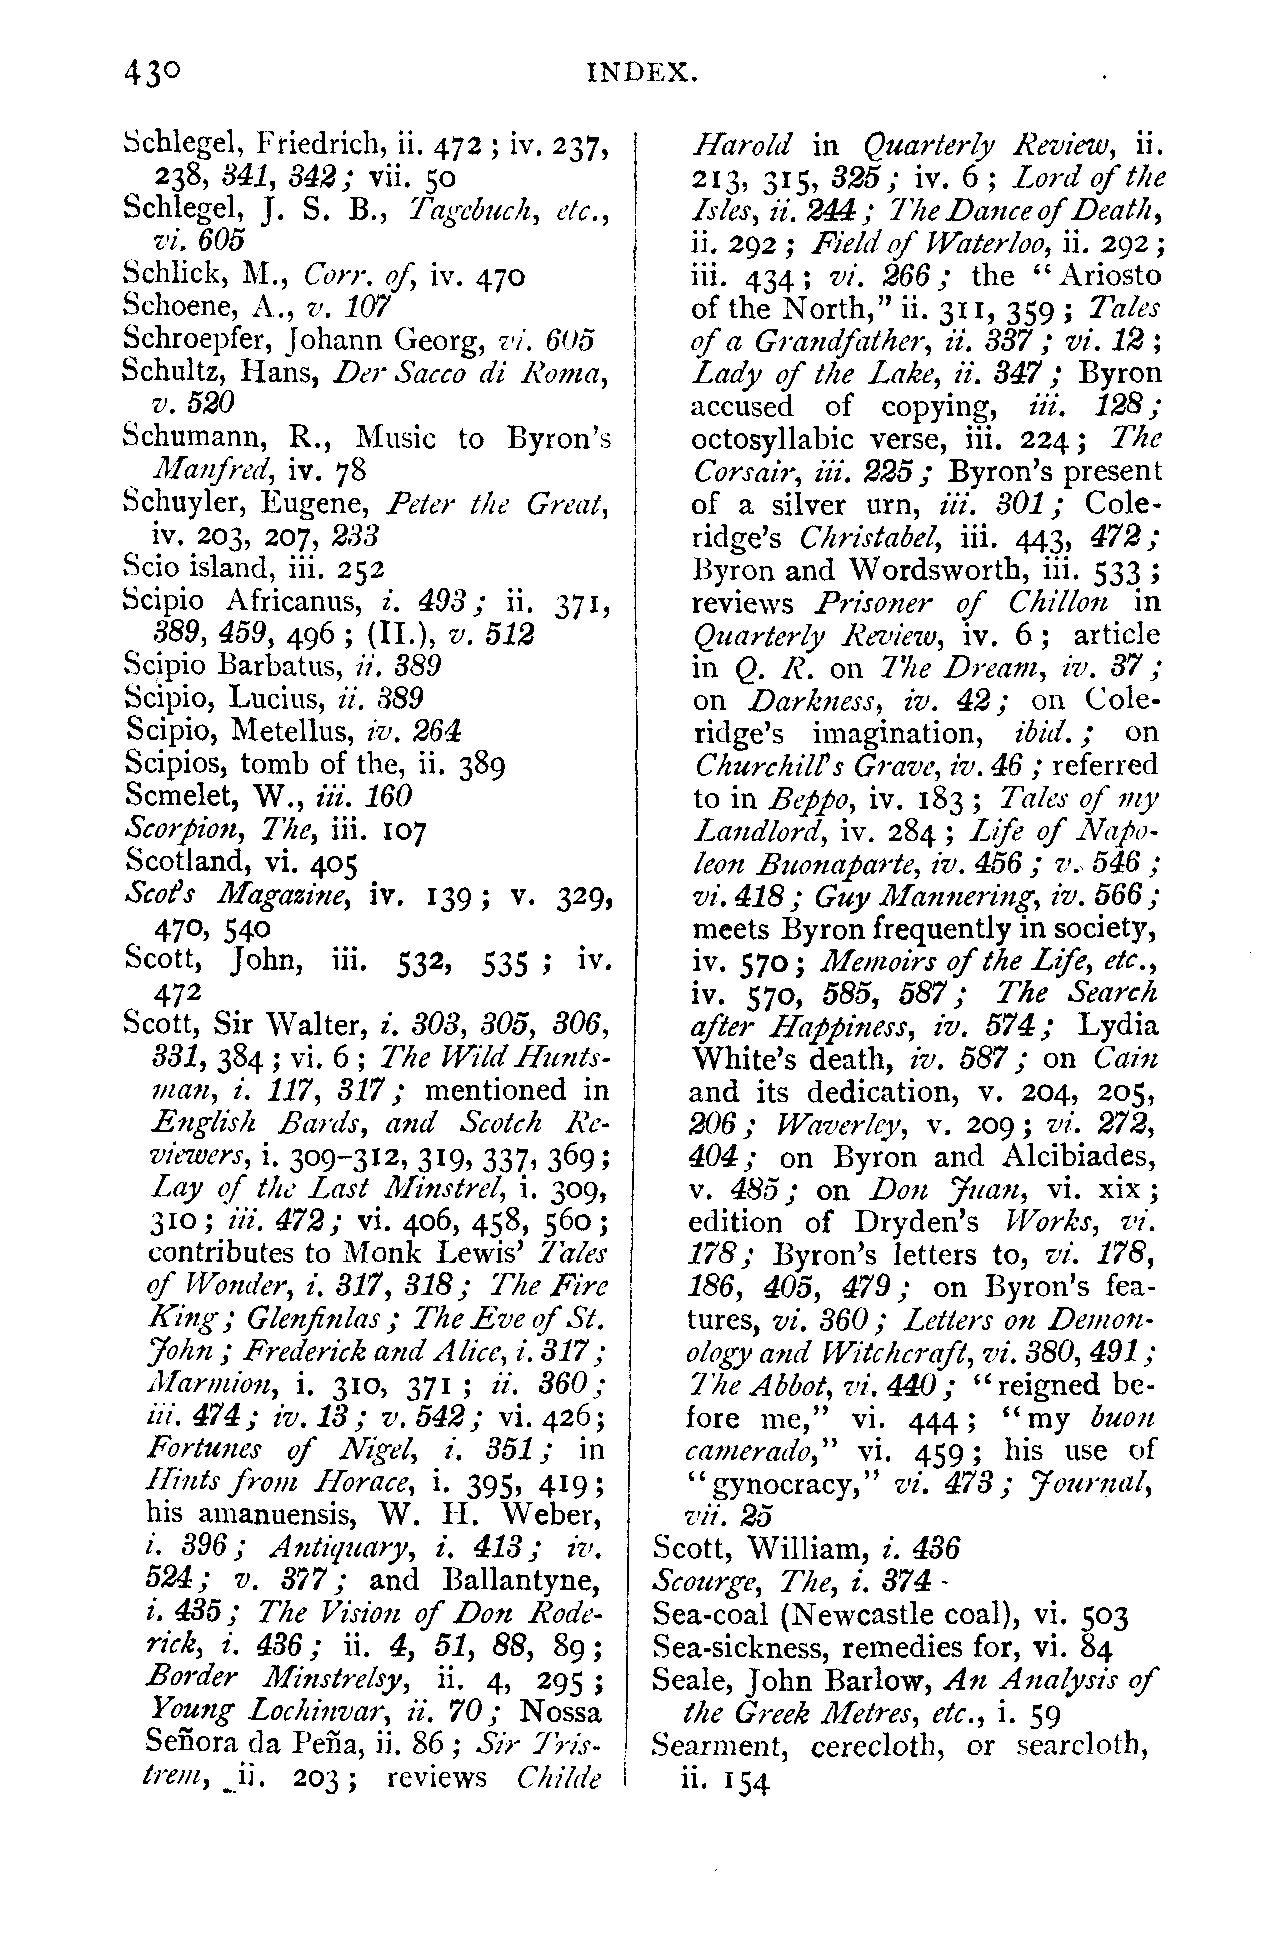 430
INDEX.
Schlegel, Friedrich, ii. 472 ; iv. 237,
238, 341, 342 ; vii. 50
Schlegel, J. S. B., Tagebuch, etc.,
vi. 605
Schlick, M., Corr. of, iv. 470
Schoene, A., v. 107
Schroepfer, Johann Georg, vi. 605
Schultz, Hans, Der Sacco di Roma,
v. 520
Schumann, R., Music to Byron's
Manfred, iv. 78
Schuyler, Eugene, Peter the Great,
iv. 203, 207, 233
Scio island, iii. 252
Scipio Africanus, i. 493 ; ii. 371,
389, 459, 496 ; (II.), v. 512
Scipio Barbatus, ii. 389
Scipio, Lucius, ii. 389
Scipio, Metellus, iv. 264
Scipios, tomb of the, ii. 389
Scmelet, W., iii. 160
Scorpion, The, iii. 107
Scotland, vi. 405
Scot's Magazine, iv. 139 ; v. 329,
470, 540
Scott, John, iii. 532, 535 ; iv.
472
Scott, Sir Walter, i. 303, 305, 306,
331, 384 ; vi. 6 ; The Wild Hunts-
man, i. 117, 317 ; mentioned in
English Bards, and Scotch Re-
viewers, i. 309–312, 319, 337, 369 ;
Lay of the Last Minstrel, i. 309,
310 ; iii. 472 ; vi. 406, 458, 560 ;
contributes to Monk Lewis' Tales
of Wonder, i. 317, 318 ; The Fire
King ; Glenfinlas ; The Eve of St.
John ; Frederick and Alice, i. 317 ;
Marmion, i. 310, 371 ; ii. 360 ;
iii. 474 ; iv. 13 ; v. 542 ; vi. 426 ;
Fortunes of Nigel, i. 351 ; in
Hints from Horace, i. 395, 419 ;
his amanuensis, W. H. Weber,
i. 396 ; Antiquary, i. 413 ; iv.
524 ; v. 377 ; and Ballantyne,
i. 435 ; The Vision of Don Rode-
rick, i. 436 ; ii. 4, 51, 88, 89 ;
Border Minstrelsy, ii. 4, 295 ;
Young Lochinvar, ii. 70 ; Nossa
Señora da Peña, ii. 86 ; Sir Tris-
trem, ii. 203 ; reviews Childe
Harold in Quarterly Review, ii.
213, 315, 325 ; iv. 6 ; Lord of the
Isles, ii. 244 ; The Dance of Death,
ii. 292 ; Field of Waterloo, ii. 292 ;
iii. 434 ; vi. 266 ; the "Ariosto
of the North," ii. 311, 359 ; Tales
of a Grandfather, ii. 337 ; vi. 12 ;
Lady of the Lake, ii. 347 ; Byron
accused of copying, iii. 128 ;
octosyllabic verse, iii. 224 ; The
Corsair, iii. 225 ; Byron's present
of a silver urn, iii. 301 ; Cole-
ridge's Christabel, iii. 443, 472 ;
Byron and Wordsworth, iii. 533 ;
reviews Prisoner of Chillon in
Quarterly Review, iv. 6 ; article
in Q. R. on The Dream, iv. 37 ;
on Darkness, iv. 42 ; on Cole-
ridge's imagination, ibid. ; on
Churchill's Grave, iv. 46 ; referred
to in Beppo, iv. 183 ; Tales of my
Landlord, iv. 284 ; Life of Napo-
leon Buonaparte, iv. 456 ; v. 546 ;
vi. 418 ; Guy Mannering, iv. 566 ;
meets Byron frequently in society,
iv. 570 ; Memoirs of the Life, etc.,
iv. 570, 585, 587 ; The Search
after Happiness, iv. 574 ; Lydia
White's death, iv. 587 ; on Cain
and its dedication, v. 204, 205,
206 ; Waverley, v. 209 ; vi. 272,
404 ; on Byron and Alcibiades,
v. 485 ; on Don Juan, vi. xix ;
edition of Dryden's Works, vi.
178 ; Byron's letters to, vi. 178,
186, 405, 479 ; on Byron's fea-
tures, vi. 360 ; Letters on Demon-
ology and Witchcraft, vi. 380, 491 ;
The Abbot, vi. 440 ; "reigned be-
fore me," vi. 444 ; "my buon
camerado," vi. 459 ; his use of
"gynocracy," vi. 473 ; Journal,
vii. 25
Scott, William, i. 436
Scourge, The, i. 374
Sea-coal (Newcastle coal), vi. 503
Sea-sickness, remedies for, vi. 84
Seale, John Barlow, An Analysis of
the Greek Metres, etc., i. 59
Searment, cerecloth, or searcloth,
ii. 154